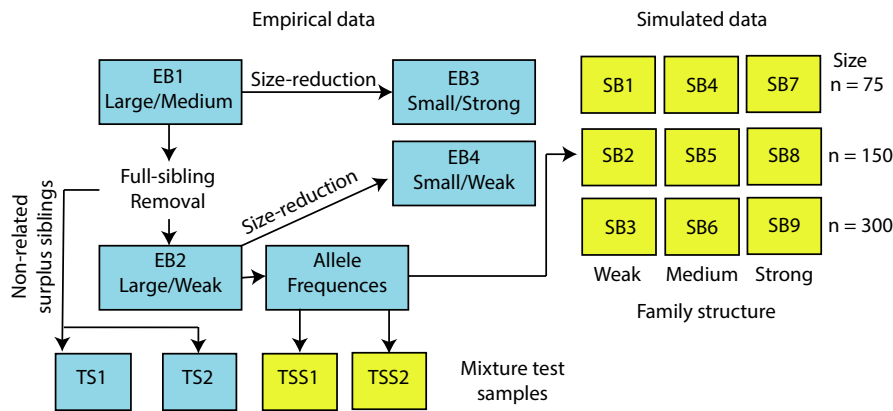 Empirical data
Simulated data
EB1
Large/Medium
Size-reduction
EB3
Small/Strong
SB1
SB4
SB7
Size
n = 75
Full-sibling
Removal
Size-reduction
EB4
Small/Weak
SB2
SB5
SB8
n = 150
Non-related
surplus siblings
EB2
Large/Weak
Allele
Frequences
SB3
SB6
SB9
n = 300
Weak
Medium
Strong
Family structure
TS1
TS2
TSS1
TSS2
Mixture test
samples